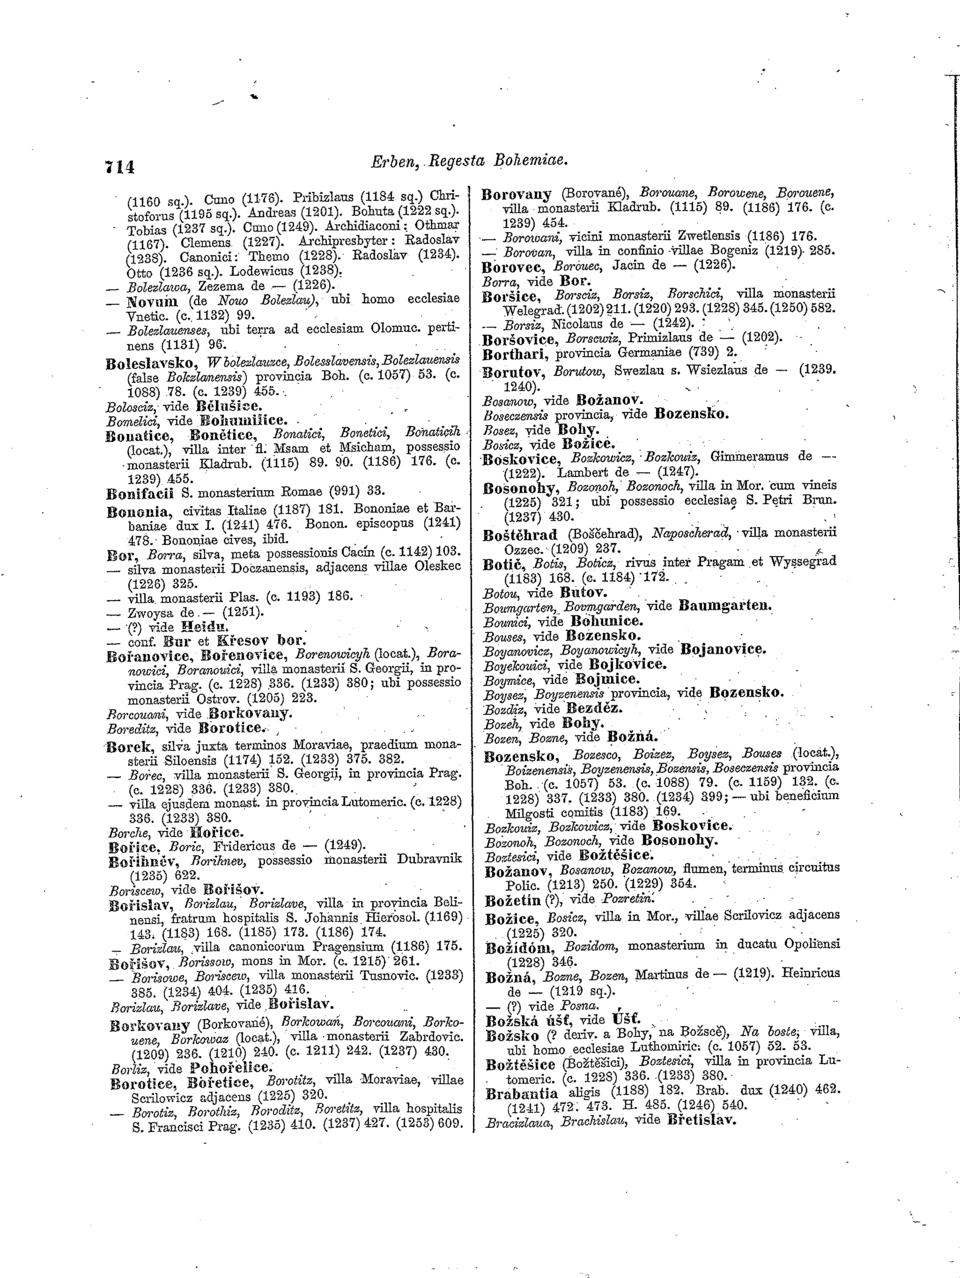 714
Erben, Regesta Bohemiae.
(1160 sq.). Cuno (1176). Pribizlaus (1184 sq.) Chri-
stoforus (1195 sq.). Andreas (1201). Bohuta (1222 sq.).
Tobias (1237 sq.). Cuno (1249). Archidiaconi: Othmar
(1167). Clemens (1227). Archipresbyter: Radoslav
(1238). Canonici: Themo (1228). Radoslav (1234).
Otto (1236 sq.). Lodewicus (1238).
— Bolezlawa, Zezema de — (1226).
— Novum (de Nouo Bolezlau), ubi homo ecclesiae
Vnetic. (c. 1132) 99.
— Bolezlauenses, ubi terra ad ecclesiam Olomuc. perti-
nens (1131) 96.
Boleslavsko, Wbolezlauzce, Bolesslavensis, Bolezlauensis
(false Bokzlanensis) provincia Boh. (c. 1057) 53. (c.
1088) 78. (c. 1239) 455.
Bolosciz, vide Bělušice.
Bomelici, vide Bohumilice.
Bonatice, Bonětice, Bonatici, Bonetici, Bonaticih
(locat.), villa inter fl. Msam et Msicham, possessio
monasterii Kladrub. (1115) 89. 90. (1186) 176. (c.
1239) 455.
Bonifacii S. monasterium Romae (991) 33.
Bononia, civitas Italiae (1187) 181. Bononiae et Bar-
baniae dux I. (1241) 476. Bonon. episcopus (1241)
478. Bononiae cives, ibid.
Bor, Borra, silva, meta possessionis Cacin (c. 1142) 103.
— silva monasterii Doczanensis, adjacens villae Oleskec
(1226) 325.
— villa monasterii Plas. (c. 1193) 186.
— Zwoysa de — (1251).
— (?) vide Heidu.
— conf. Bur et Křesov bor.
Bořanovice, Bořenovice, Borenowicyh (locat.), Bora-
nowici, Boranouici, villa monasterii S. Georgii, in pro-
vincia Prag. (c. 1228) 336. (1233) 380; ubi possessio
monasterii Ostrov. (1205) 223.
Borcouani, vide Borkovany.
Boreditz, vide Borotice.
Borek, silva juxta terminos Moraviae, praedium mona-
sterii Siloensis (1174) 152. (1233) 375. 382.
— Borec, villa monasterii S. Georgii, in provincia Prag.
(c. 1228) 336. (1233) 380.
— villa ejusdem monast. in provincia Lutomeric. (c. 1228)
336. (1233) 380.
Borche, vide Hořice.
Bořice, Boric, Fridericus de — (1249).
Bořihněv, Borihnev, possessio monasterii Dubravnik
(1235) 622.
Boriscew, vide Bořišov.
Bořislav, Borizlau, Borizlave, villa in provincia Beli-
nensi, fratrum hospitalis S. Johannis Hierosol. (1169)
143. (1183) 168. (1185) 173. (1186) 174.
— Borizlau, villa canonicorum Pragensium (1186) 175.
Bořišov, Borissow, mons in Mor. (c. 1215) 261.
— Borisowe, Boriscew, villa monasterii Tusnovic. (1233)
385. (1234) 404. (1235) 416.
Borizlau, Borizlave, vide Bořislav.
Borkovany (Borkované), Borkowan, Borcouani, Borko-
uene, Borkowaz (locat.), villa monasterii Zabrdovic.
(1209) 236. (1210) 240. (c. 1211) 242. (1237) 430.
Borliz, vide Pohořelice.
Borotice, Bořetice, Borotitz, villa Moraviae, villae
Scrilowicz adjacens (1225) 320.
— Borotiz, Borothiz, Boroditz, Boretitz, villa hospitalis
S. Francisci Prag. (1235) 410. (1237) 427. (1253) 609.
Borovany (Borované), Borouane, Borowene, Borouene,
villa monasterii Kladrub. (1115) 89. (1186) 176. (c.
1239) 454.
— Borowani, vicini monasterii Zwetlensis (1186) 176.
— Borovan, villa in confinio villae Bogeniz (1219) 285.
Borovec, Borouec, Jacin de — (1226).
Borra, vide Bor.
Boršice, Borsciz, Borsiz, Borschici, villa monasterii
Welegrad. (1202) 211. (1220) 293. (1228) 345. (1250) 582.
— Borsiz, Nicolaus de — (1242).
Boršovice, Borscwiz, Primizlaus de — (1202).
Borthari, provincia Germaniae (739) 2.
Borutov, Borutow, Swezlau s. Wsiezlaus de — (1239.
1240).
Bosanow, vide Božanov.
Boseczensis provincia, vide Bozensko.
Bosez, vide Bohy.
Bosicz, vide Božice.
Boskovice, Bozkowicz, Bozkouiz, Gimmeramus de —
(1222). Lambert de — (1247).
Bosonohy, Bozonoh, Bozonoch, villa in Mor. cum vineis
(1225) 321; ubi possessio ecclesiae S. Petri Brun.
(1237) 430.
Boštěhrad (Boščehrad), Naposcherad, villa monasterii
Ozzec. (1209) 237.
Botič, Botis, Boticz, rivus inter Pragam et Wyssegrad
(1183) 168. (c. 1184) 172.
Botou, vide Butov.
Boumgarten, Bovmgarden, vide Baumgarten.
Bounici, vide Bohunice.
Bouses, vide Bozensko.
Boyanovicz, Boyanowicyh, vide Bojanovice.
Boyekouici, vide Bojkovice.
Boymice, vide Bojmice.
Boysez, Boyzenensis provincia, vide Bozensko.
Bozdiz, vide Bezděz.
Bozeh, vide Bohy.
Bozen, Bozne, vide Božná.
Bozensko, Bozesco, Boizez, Boysez, Bouses (locat.),
Boizenensis, Boyzenensis, Bozensis, Boseczensis provincia
Boh. (c. 1057) 53. (c. 1088) 79. (c. 1159) 132. (c.
1228) 337. (1233) 380. (1234) 399; — ubi beneficium
Milgosti comitis (1183) 169.
Bozkouiz, Bozkowicz, vide Boskovice.
Bozonoh, Bozonoch, vide Bosonohy.
Boztesici, vide Božtěšice.
Božanov, Bosanow, Bozanow, flumen, terminus circuitus
Polic. (1213) 250. (1229) 354.
Božetin (?), vide Pozretin.
Božice, Bosicz, villa in Mor., villae Scrilovicz adjacens
(1225) 320.
Božídóm, Bozidom, monasterium in ducatu Opoliensi
(1228) 346.
Božná, Bozne, Bozen, Martinus de — (1219). Heinricus
de — (1219 sq.).
— (?) vide Posna.
Božská úšť, vide Úšť.
Božsko (? deriv. a Bohy, na Božscě), Na boste, villa,
ubi homo ecclesiae Luthomiric. (c. 1057) 52. 53.
Božtěšice (Božtěšici), Boztesici, villa in provincia Lu-
tomeric. (c. 1228) 336. (1233) 380.
Brabantia aligis (1188) 182. Brab. dux (1240) 462.
(1241) 472. 473. H. 485. (1246) 540.
Bracizlaua, Brachislau, vide Břetislav.